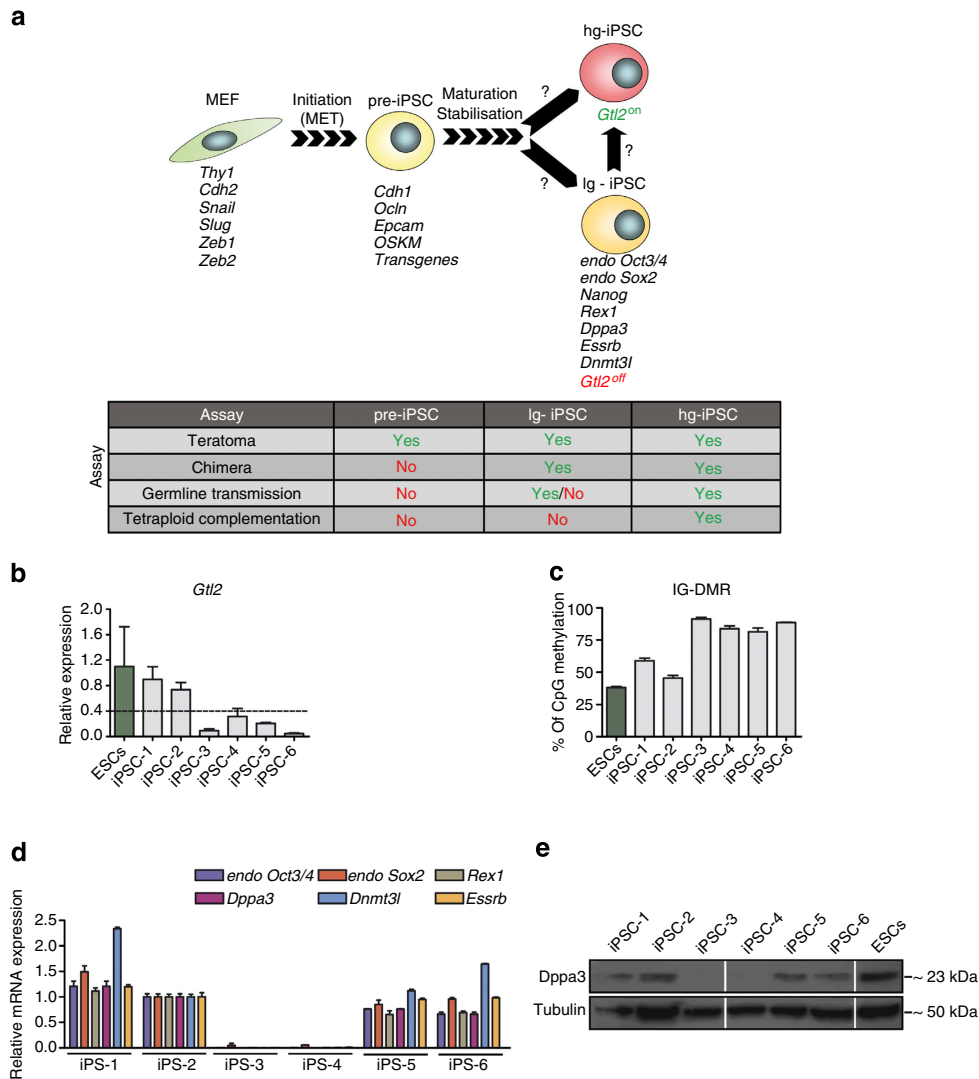 a
hg-iPSC
MEF
Initiation
(MET)
pre-iPSC
Maturation
Stabilisation
?
Gtl2on
?
?
lg - iPSC
Thy1
Cdh2
Snail
Slug
Zeb1
Zeb2
Cdh1
Ocln
Epcam
OSKM
Transgenes
endo Oct3/4
endo Sox2
Nanog
Rex1
Dppa3
Essrb
Dnmt3l
Gtl2off
Assay
Assay pre-iPSC lg- iPSC hg-iPSC
Teratoma Yes Yes Yes
Chimera No Yes Yes
Germline transmission No Yes/No Yes
Tetraploid complementation No No Yes
b
Gtl2
Relative expression
2.0
1.6
1.2
0.8
0.4
0.0
ESCs
iPSC-1
iPSC-2
iPSC-3
iPSC-4
iPSC-5
iPSC-6
c
IG-DMR
% Of CpG methylation
100
75
50
25
0
ESCs
iPSC-1
iPSC-2
iPSC-3
iPSC-4
iPSC-5
iPSC-6
d
endo Oct3/4 endo Sox2 Rex1
Dppa3 Dnmt3l Essrb
Relative mRNA expression
2.5
2.0
1.5
1.0
0.5
0.0
iPS-1 iPS-2 iPS-3 iPS-4 iPS-5 iPS-6
e
iPSC-1
iPSC-2
iPSC-3
iPSC-4
iPSC-5
iPSC-6
ESCs
Dppa3 ~ 23 kDa
Tubulin ~ 50 kDa